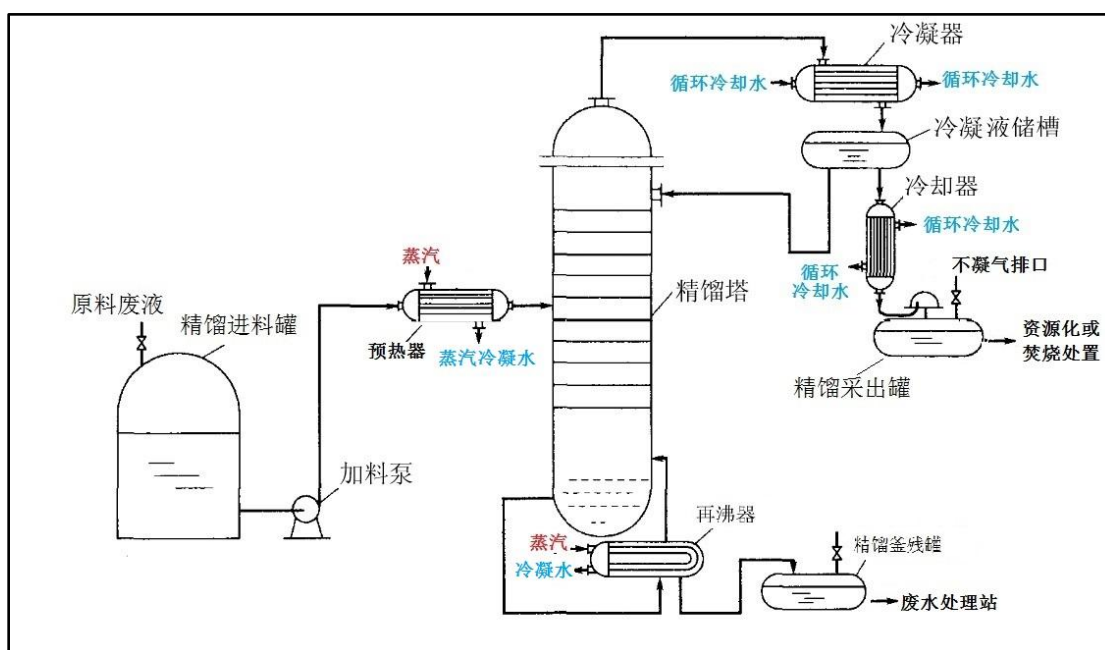 冷凝器
循环冷却水
循环冷却水
冷凝液储槽
冷却器
循环冷却水
循环
冷却水
不凝气排口
蒸汽
原料废液
精馏进料罐
精馏塔
预热器
蒸汽冷凝水
资源化或
焚烧处置
精馏采出罐
加料泵
再沸器
蒸汽
冷凝水
精馏釜残罐
废水处理站